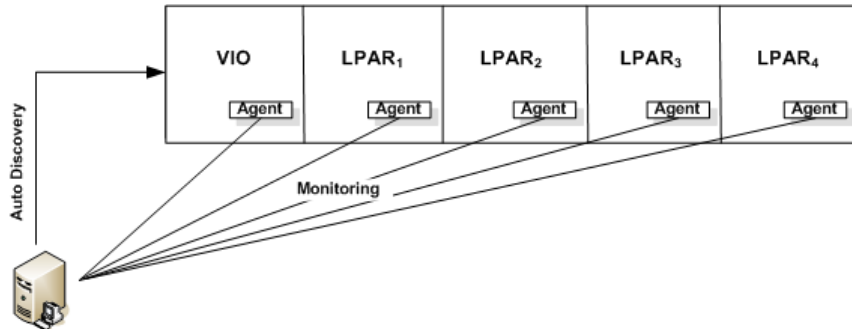 VIO LPAR₁ LPAR₂ LPAR₃ LPAR₄
Agent Agent Agent Agent Agent
Auto Discovery
Monitoring